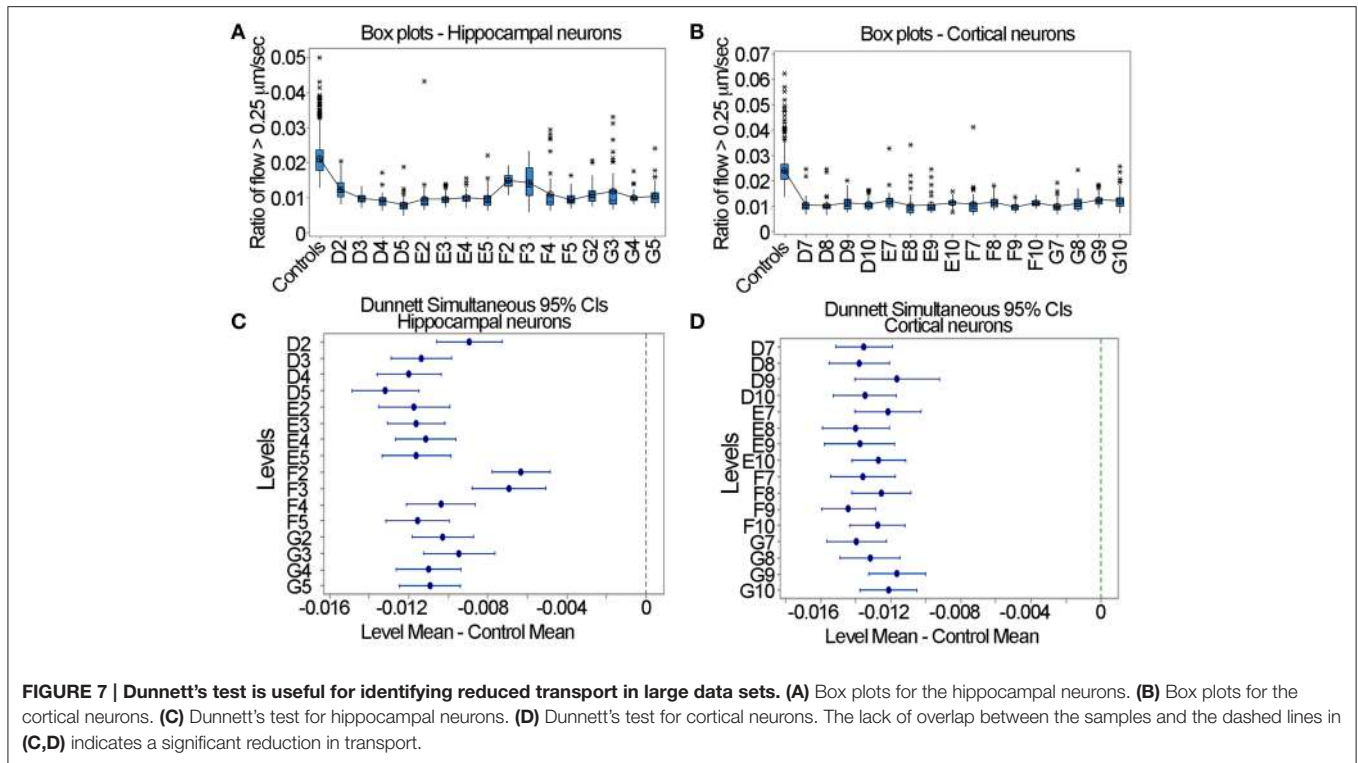 A
Box plots - Hippocampal neurons
Ratio of flow > 0.25 μm/sec
0.05
0.04
0.03
0.02
0.01
0
Controls
D2
D3
D4
D5
E2
E3
E4
E5
F2
F3
F4
F5
G2
G3
G4
G5
B
Box plots - Cortical neurons
Ratio of flow > 0.25 μm/sec
0.07
0.06
0.05
0.04
0.03
0.02
0.01
0
Controls
D7
D8
D9
D10
E7
E8
E9
E10
F7
F8
F9
F10
G7
G8
G9
G10
C
Dunnett Simultaneous 95% CIs
Hippocampal neurons
Levels
D2
D3
D4
D5
E2
E3
E4
E5
F2
F3
F4
F5
G2
G3
G4
G5
-0.016 -0.012 -0.008 -0.004 0
Level Mean - Control Mean
D
Dunnett Simultaneous 95% CIs
Cortical neurons
Levels
D7
D8
D9
D10
E7
E8
E9
E10
F7
F8
F9
F10
G7
G8
G9
G10
-0.016 -0.012 -0.008 -0.004 0
Level Mean - Control Mean
FIGURE 7 | Dunnett's test is useful for identifying reduced transport in large data sets. (A) Box plots for the hippocampal neurons. (B) Box plots for the
cortical neurons. (C) Dunnett's test for hippocampal neurons. (D) Dunnett's test for cortical neurons. The lack of overlap between the samples and the dashed lines in
(C,D) indicates a significant reduction in transport.